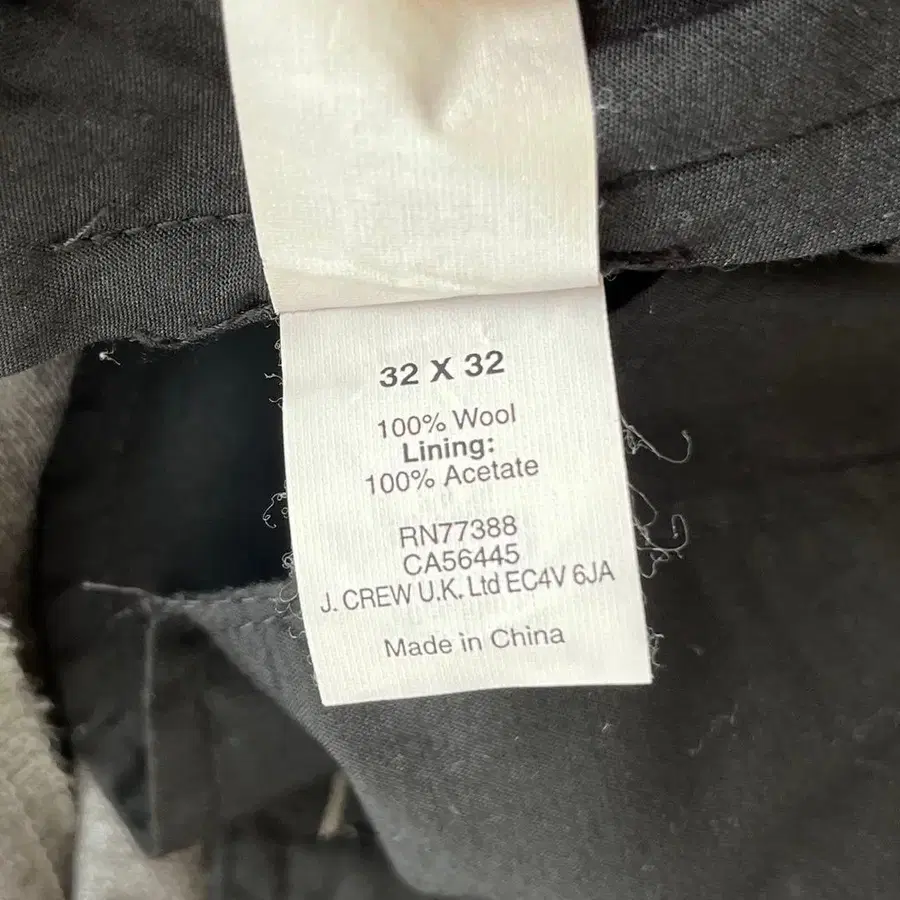 32 X 32
100% Wool
Lining:
100% Acetate
RN77388
CA56445
J. CREW U.K. Ltd EC4V 6JA
Made in China